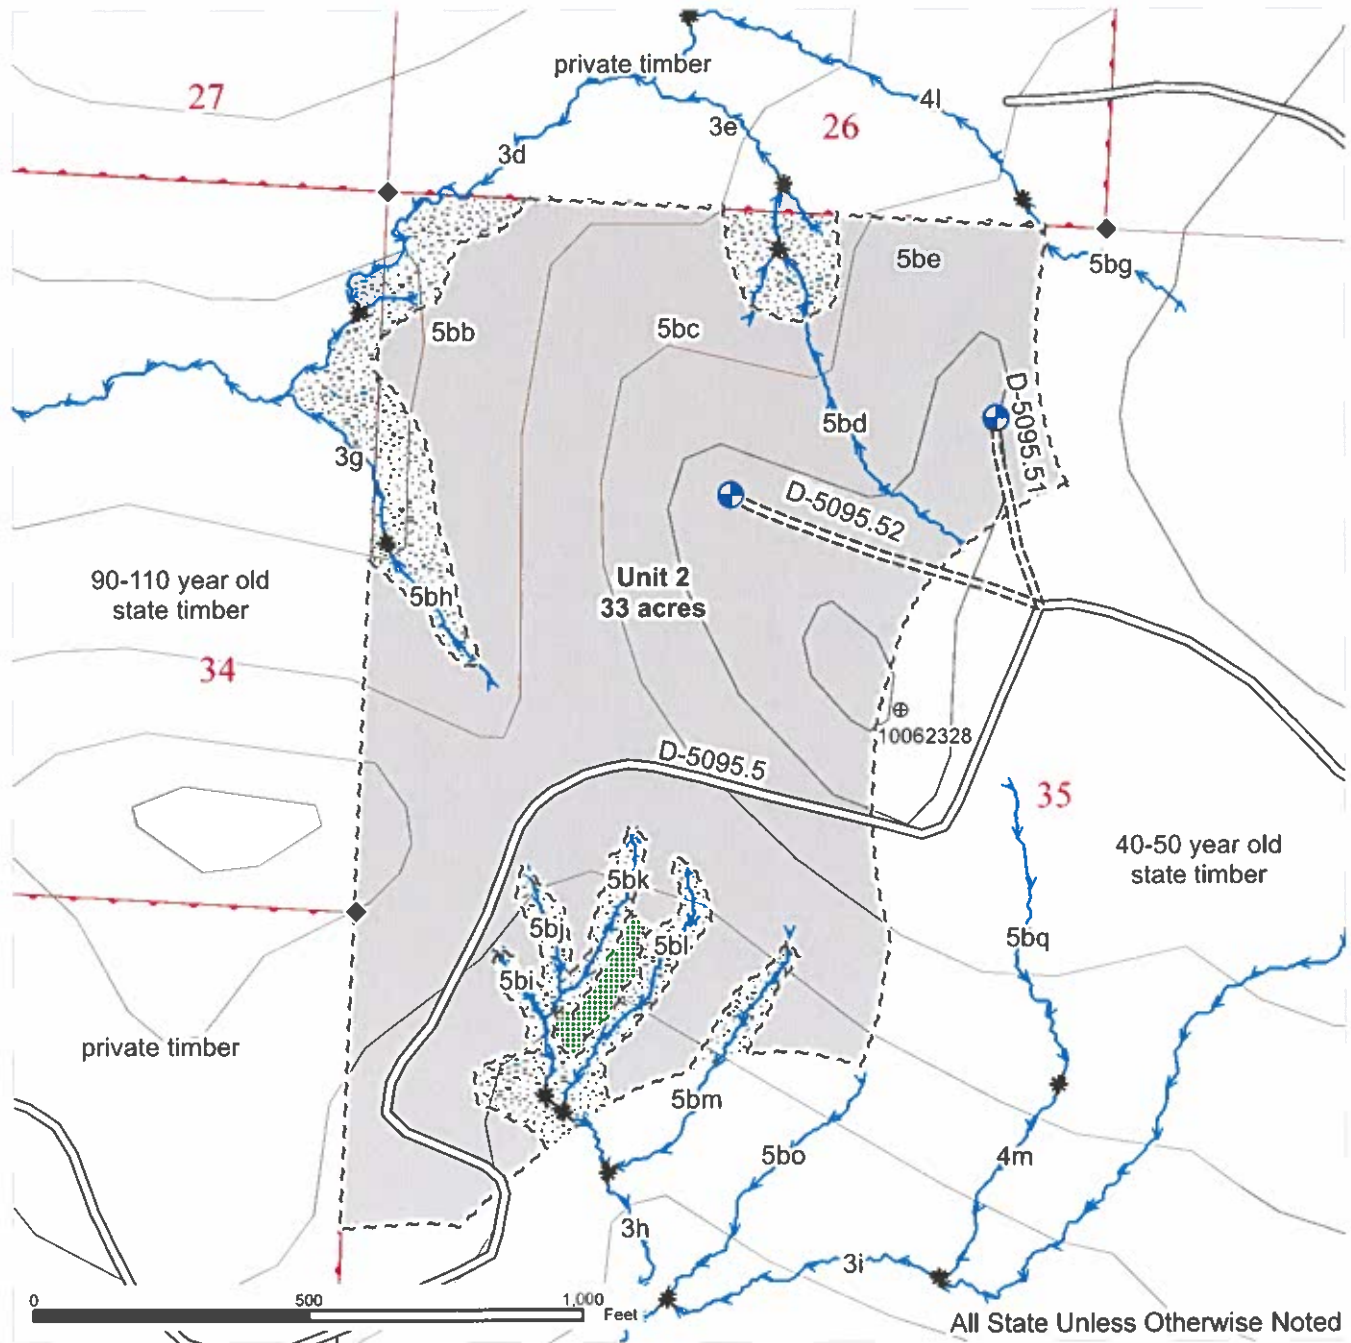 private timber
27
3e
26
4l
3d
5be
5bg
5bb
5bc
D-5095.51
5bd
3g
D-5095.52
90-110 year old
state timber
Unit 2
33 acres
5bh
34
10062328
D-5095.5
35
40-50 year old
state timber
5bk
5bj
5bl
5bq
5bi
private timber
5bm
5bo
4m
3h
3i
0
500
1,000
Feet
All State Unless Otherwise Noted